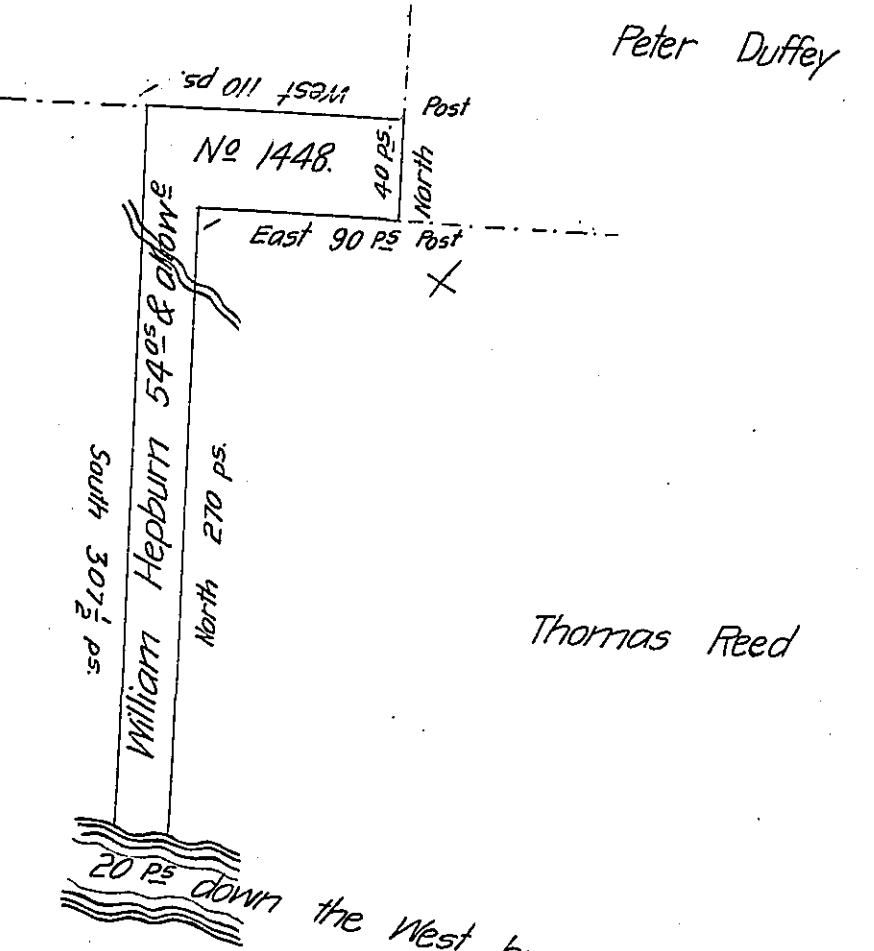 Peter Duffey
West 110 ps.
Post
Nº 1448.
40 ps.
North
East 90 Ps Post
William Hepburn 54as & allowe
South 307½ ps.
North 270 ps.
Thomas Reed
20 Ps down the West